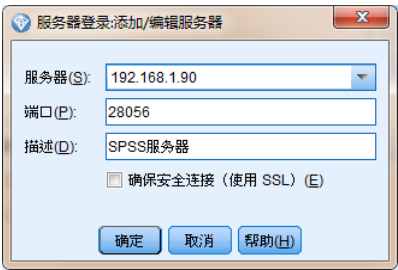 服务器登录:添加/编辑服务器
服务器(S): 192.168.1.90
端口(P): 28056
描述(D): SPSS服务器
确保安全连接（使用 SSL）(E)
确定 取消 帮助(H)